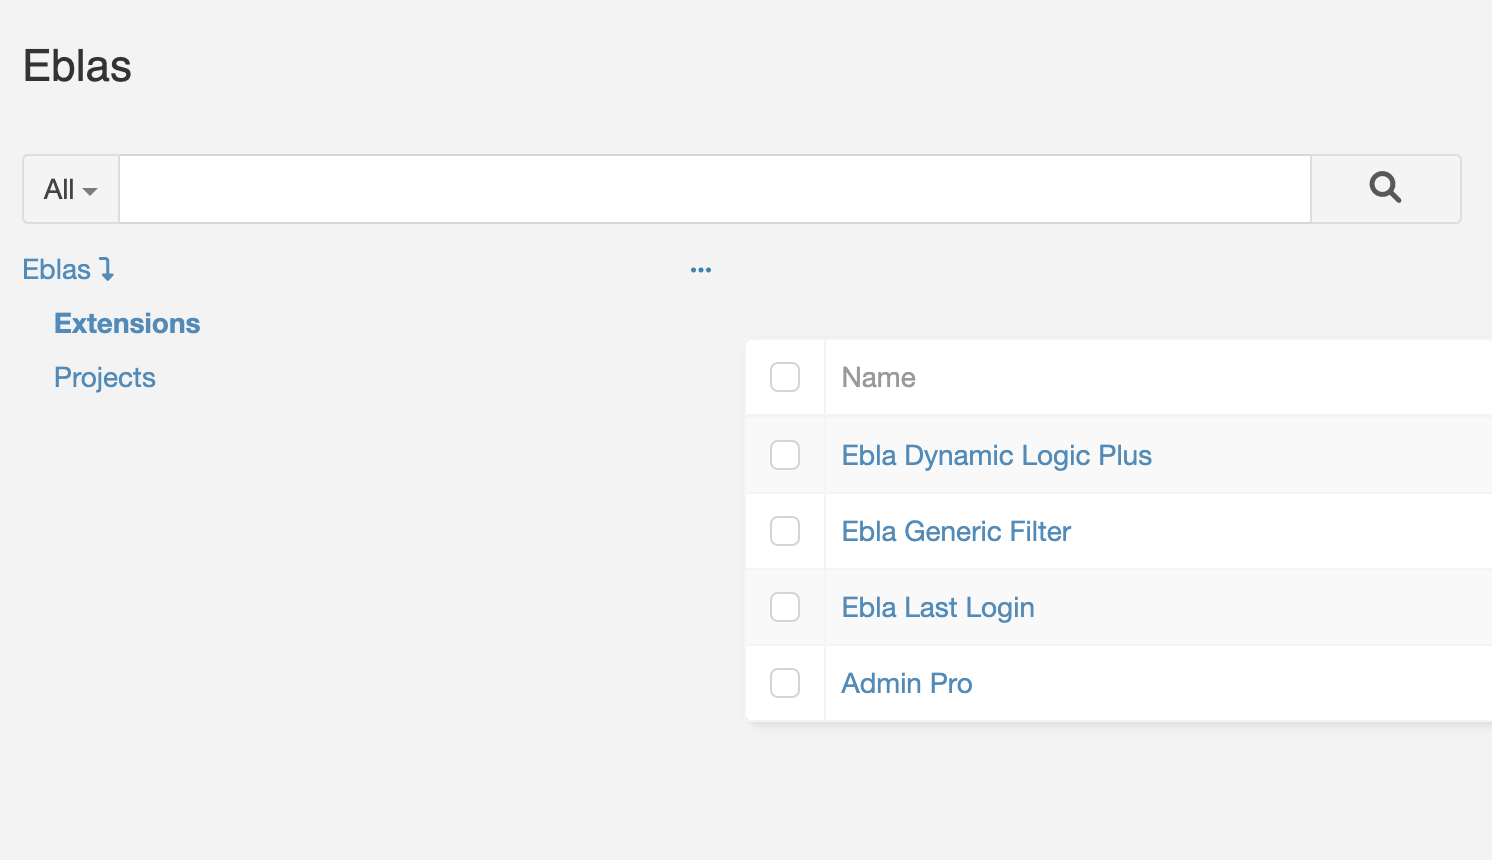 Eblas
All
Eblas
Extensions
Projects
Name
Ebla Dynamic Logic Plus
Ebla Generic Filter
Ebla Last Login
Admin Pro